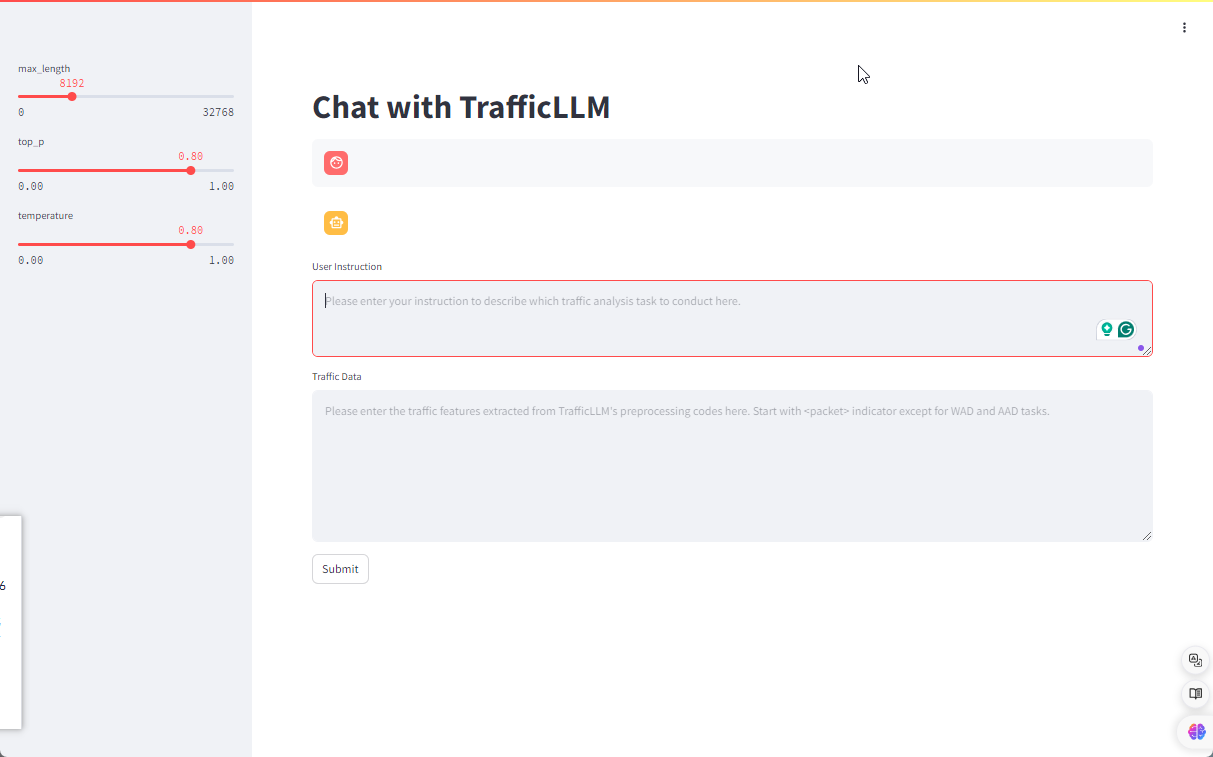 max_length
8192
0 32768
top_p
0.80
0.00 1.00
temperature
0.80
0.00 1.00
Chat with TrafficLLM
User Instruction
Please enter your instruction to describe which traffic analysis task to conduct here.
Traffic Data
Please enter the traffic features extracted from TrafficLLM's preprocessing codes here. Start with <packet> indicator except for WAD and AAD tasks.
Submit
6